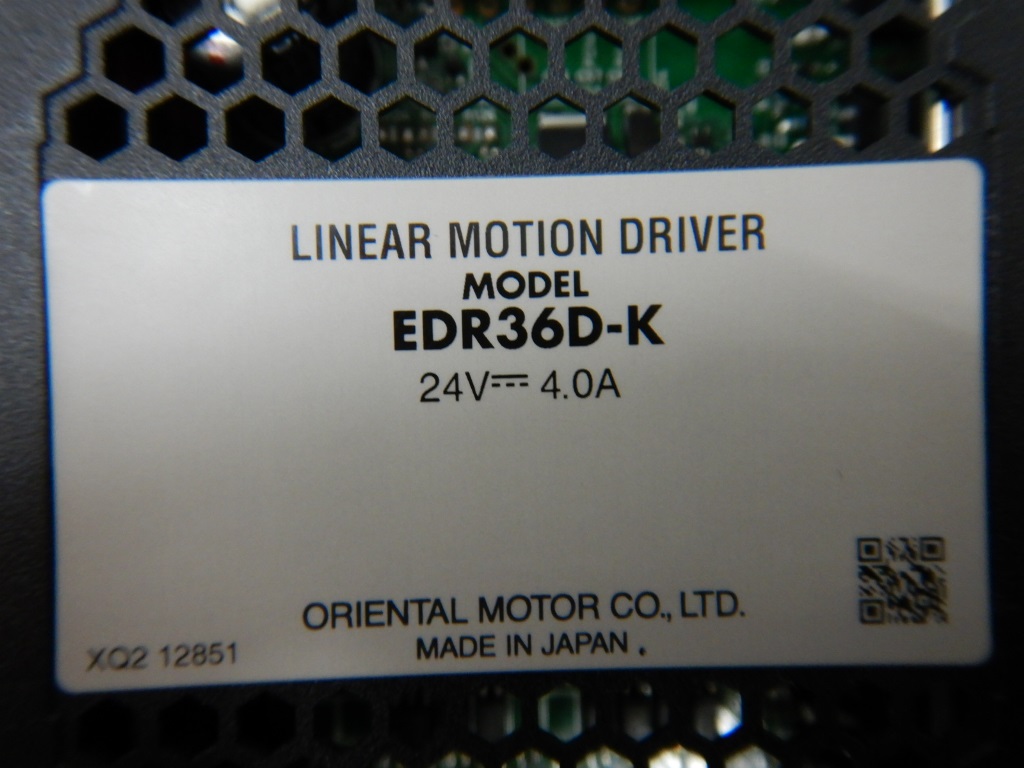 LINEAR MOTION DRIVER
MODEL
EDR36D-K
24V⎓ 4.0A
ORIENTAL MOTOR CO., LTD.
MADE IN JAPAN .
XQ2 12851